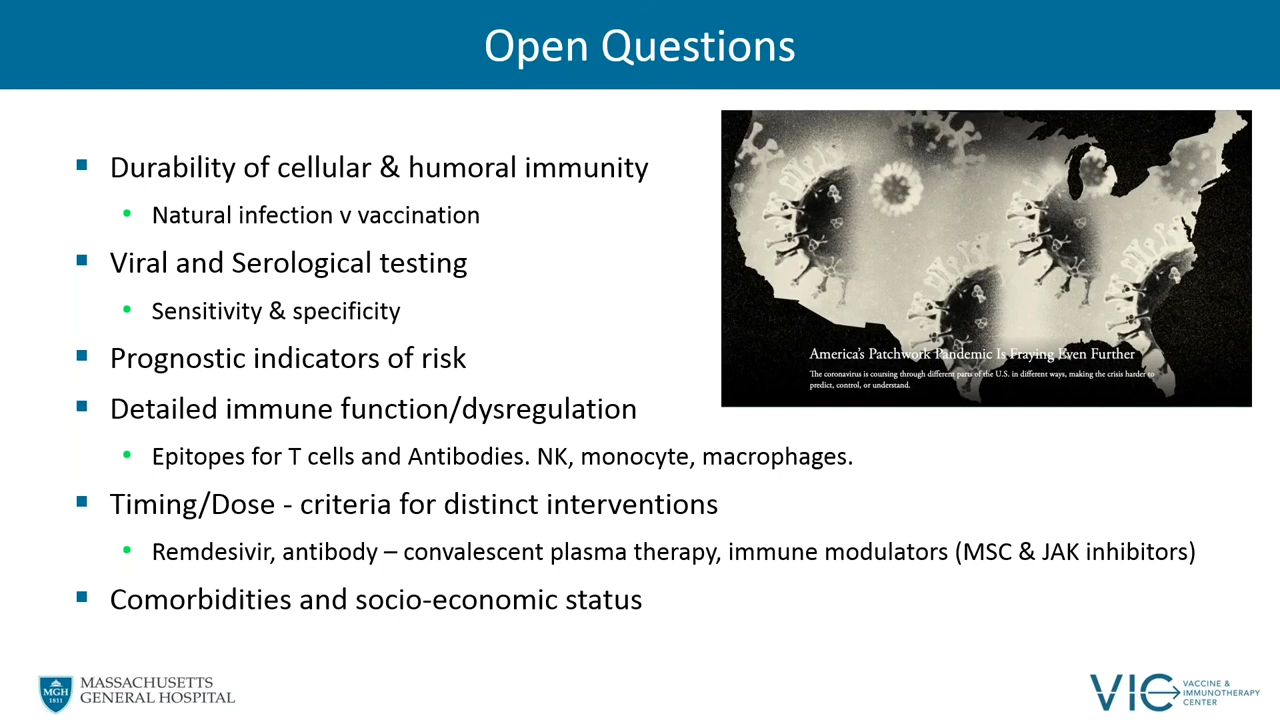 Open Questions
Durability of cellular & humoral immunity
Natural infection v vaccination
Viral and Serological testing
Sensitivity & specificity
Prognostic indicators of risk
Detailed immune function/dysregulation
Epitopes for T cells and Antibodies. NK, monocyte, macrophages.
Timing/Dose - criteria for distinct interventions
Remdesivir, antibody – convalescent plasma therapy, immune modulators (MSC & JAK inhibitors)
Comorbidities and socio-economic status
America's Patchwork Pandemic Is Fraying Even Further
The coronavirus is coursing through different parts of the U.S. in different ways, making the crisis harder to
predict, control, or understand.
MGH
1811
MASSACHUSETTS
GENERAL HOSPITAL
VIC
VACCINE &
IMMUNOTHERAPY
CENTER